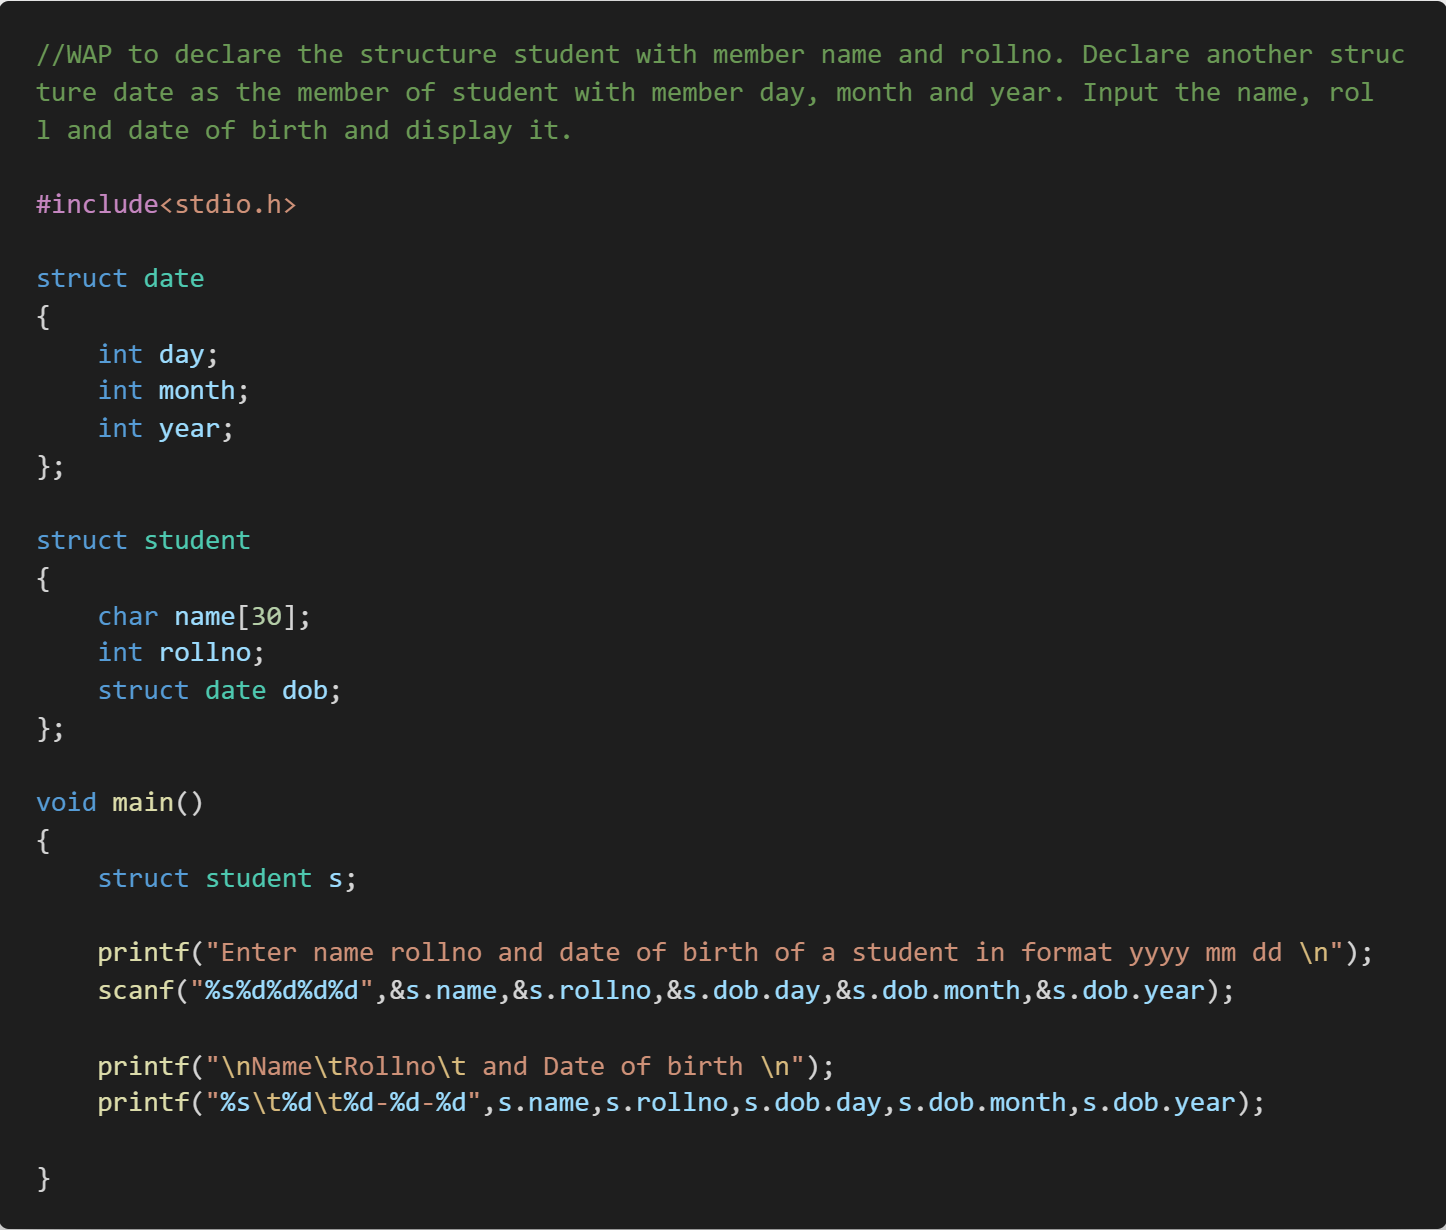 //WAP to declare the structure student with member name and rollno. Declare another struc
ture date as the member of student with member day, month and year. Input the name, rol
l and date of birth and display it.
#include<stdio.h>
struct date
{
    int day;
    int month;
    int year;
};
struct student
{
    char name[30];
    int rollno;
    struct date dob;
};
void main()
{
    struct student s;
    printf("Enter name rollno and date of birth of a student in format yyyy mm dd \n");
    scanf("%s%d%d%d%d",&s.name,&s.rollno,&s.dob.day,&s.dob.month,&s.dob.year);
    printf("\nName\tRollno\t and Date of birth \n");
    printf("%s\t%d\t%d-%d-%d",s.name,s.rollno,s.dob.day,s.dob.month,s.dob.year);
}